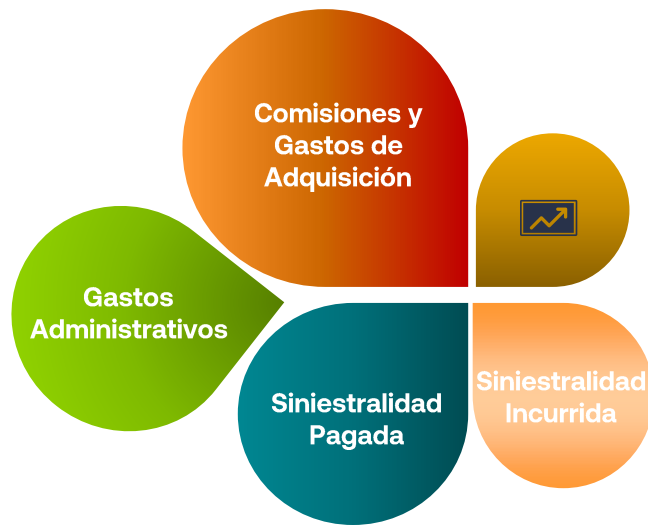 Comisiones y
Gastos de
Adquisición
Gastos
Administrativos
Siniestralidad
Pagada
Siniestralidad
Incurrida